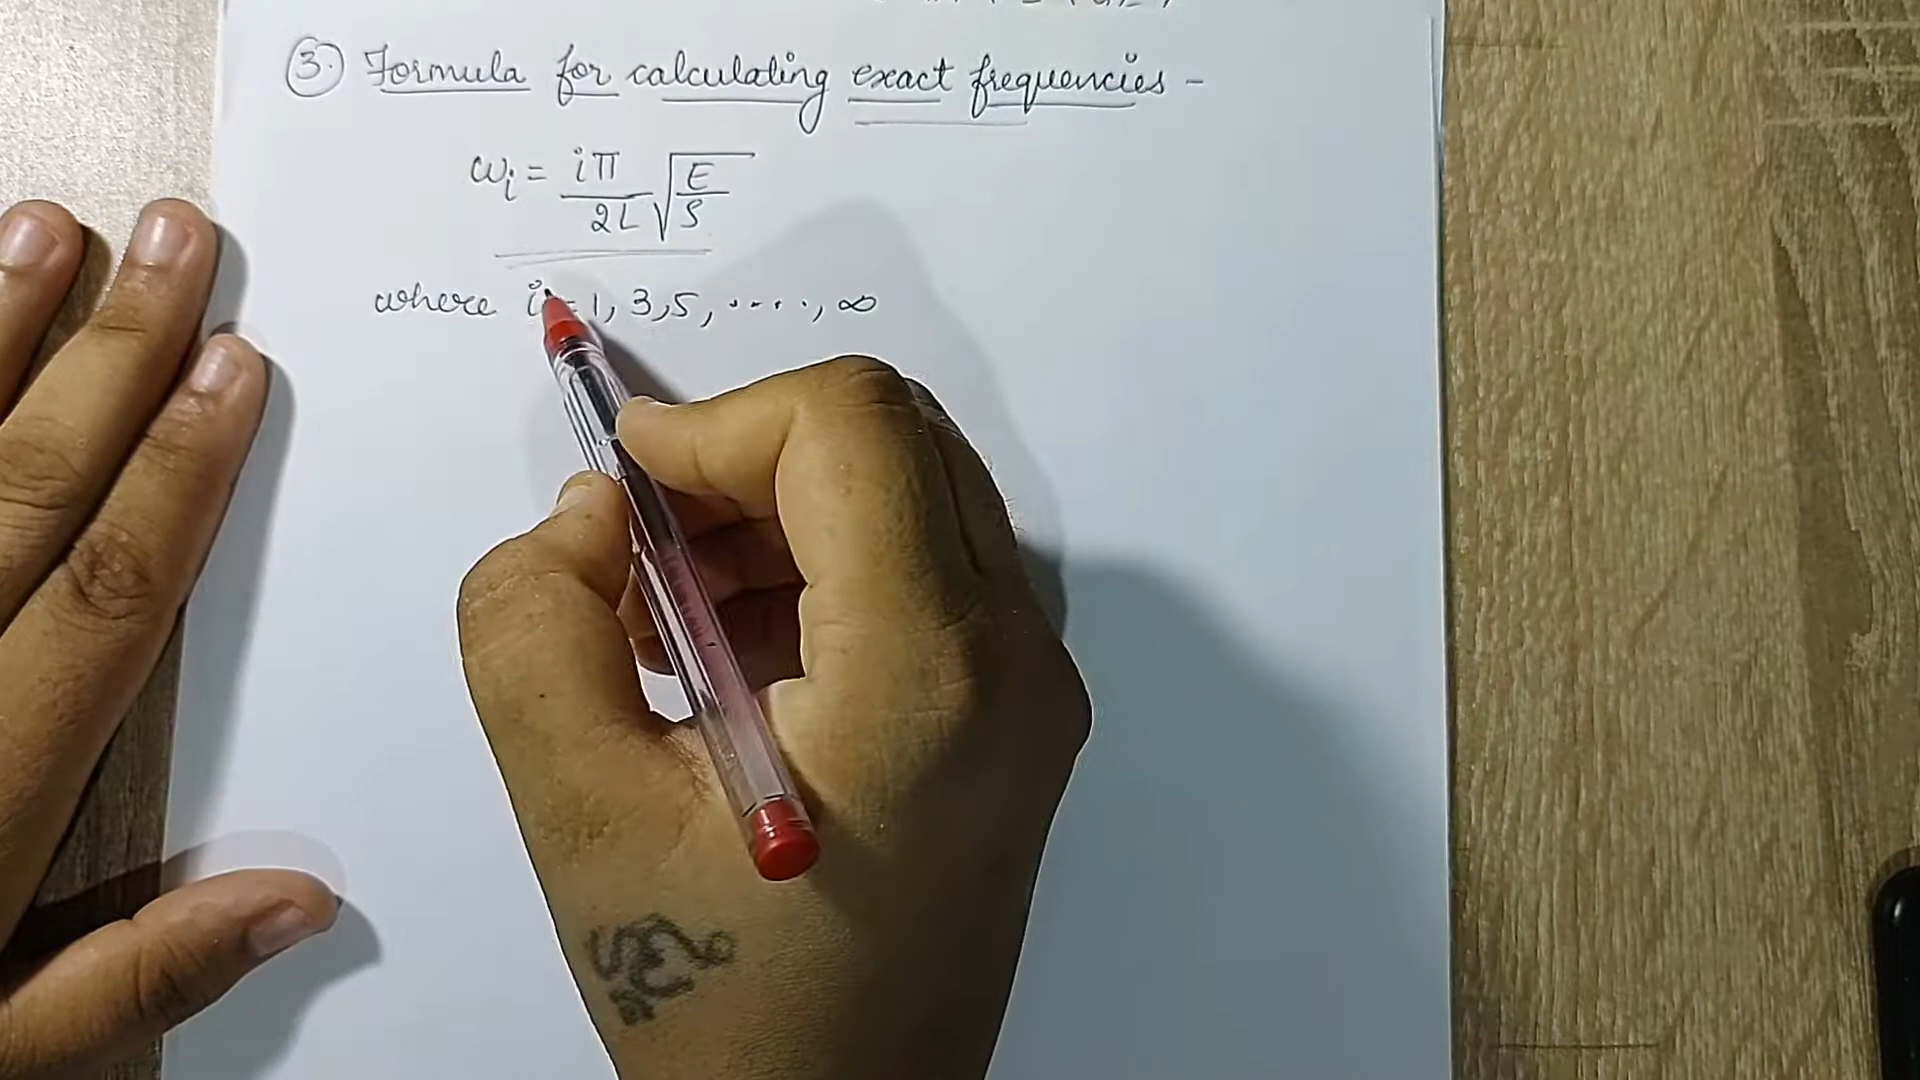 3. Formula for calculating exact frequencies -
ωi = iπ/2L √E/ρ
where i = 1, 3, 5, ....., ∞